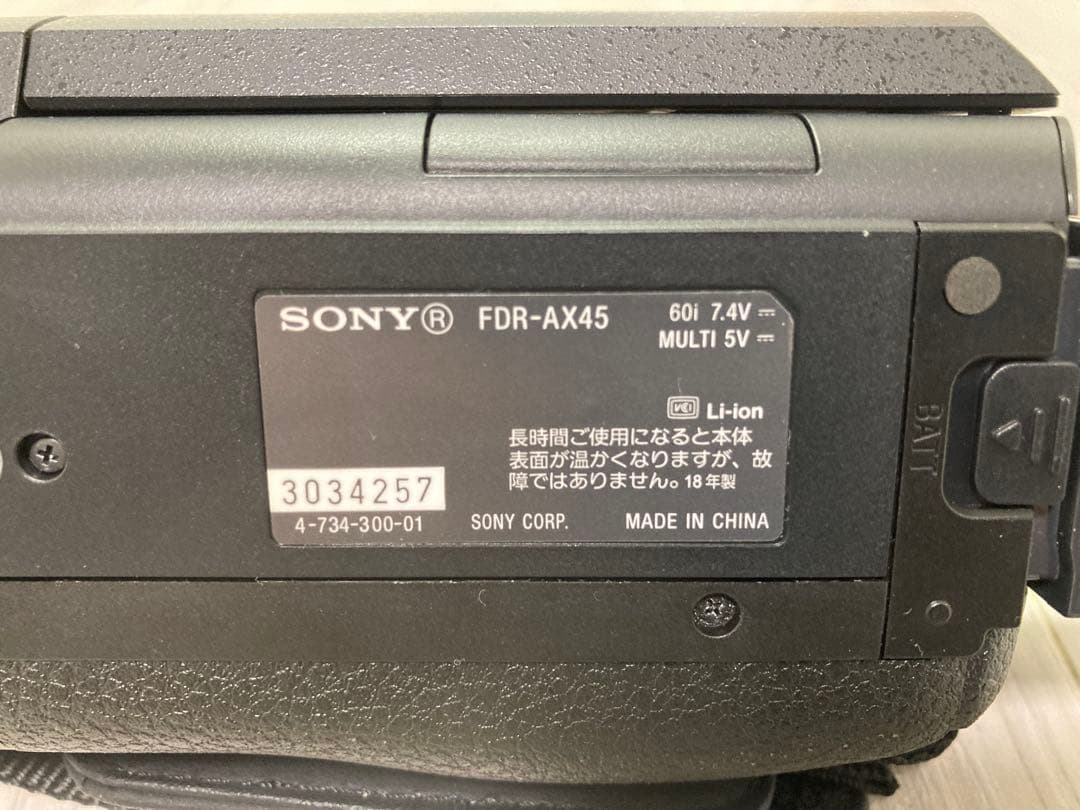 SONY® FDR-AX45
60i 7.4V ⎓
MULTI 5V ⎓
VCI Li-ion
長時間ご使用になると本体
表面が温かくなりますが、故
障ではありません。18年製
3034257
4-734-300-01 SONY CORP. MADE IN CHINA
BATT